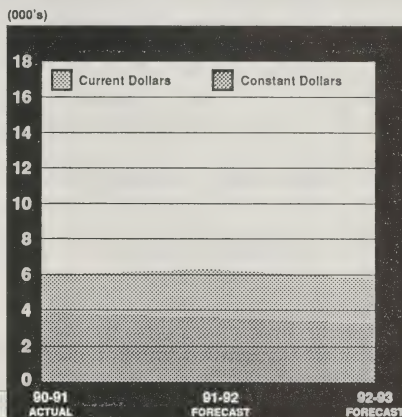 (000's)
Current Dollars Constant Dollars
18
16
14
12
10
8
6
4
2
0
90-91 91-92 92-93
ACTUAL FORECAST FORECAST